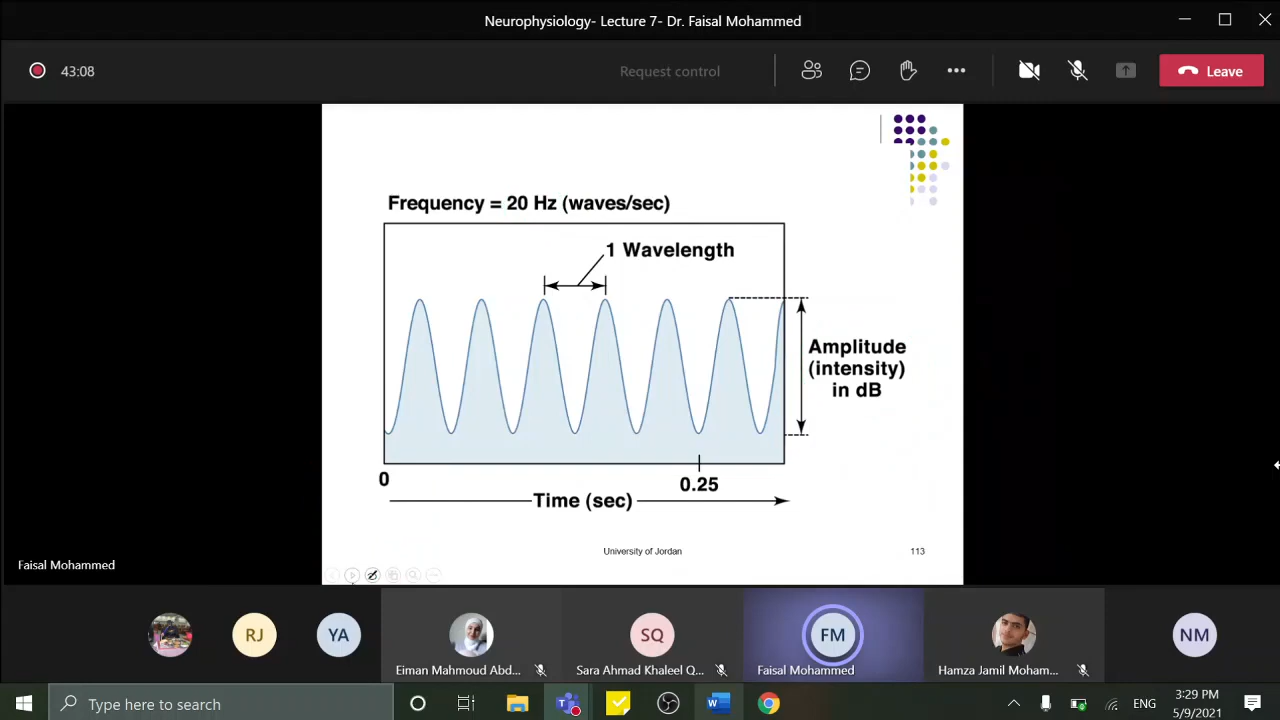 Neurophysiology- Lecture 7- Dr. Faisal Mohammed
43:08
Request control
Leave
Frequency = 20 Hz (waves/sec)
1 Wavelength
Amplitude
(intensity)
in dB
0
0.25
Time (sec)
University of Jordan
113
Faisal Mohammed
RJ
YA
SQ
FM
NM
Eiman Mahmoud Abd...
Sara Ahmad Khaleel Q...
Faisal Mohammed
Hamza Jamil Moham...
Type here to search
ENG
3:29 PM
5/9/2021